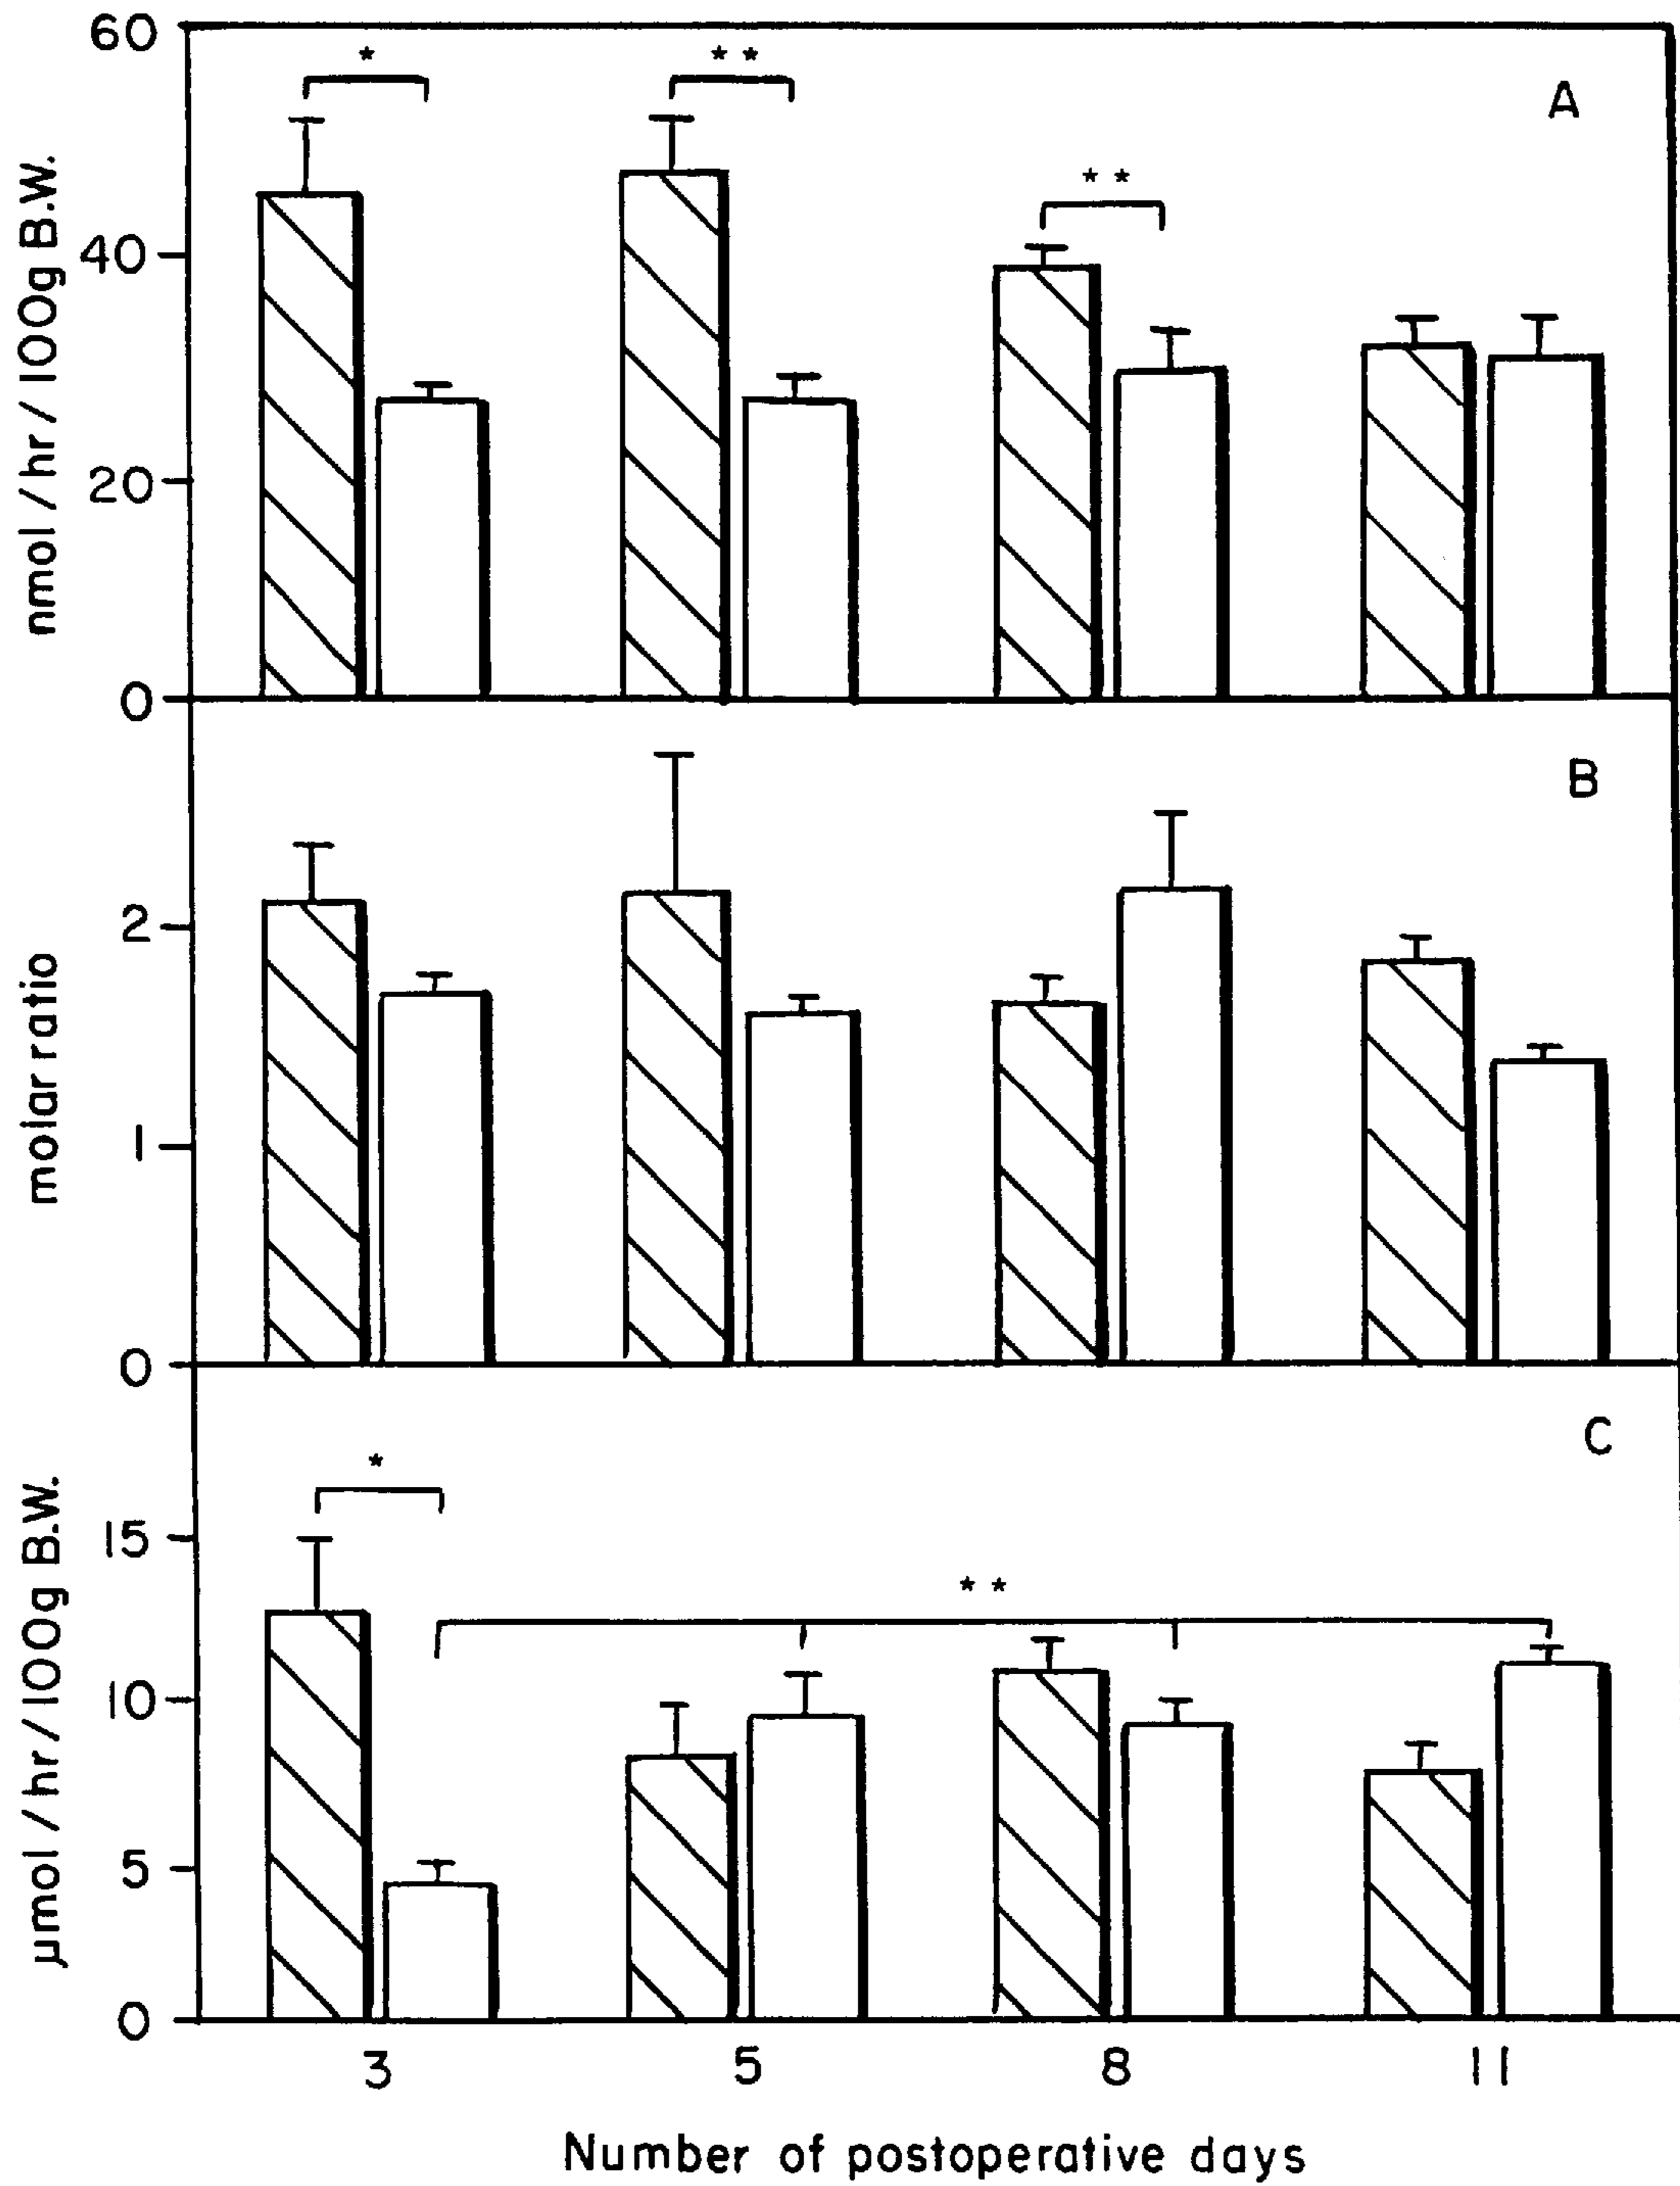 60
*
* *
A
* *
40
20
0
nmol/hr/100g B.W.
B
2
1
0
molar ratio
C
*
15
* *
10
5
0
µmol/hr/100g B.W.
3 5 8 11
Number of postoperative days